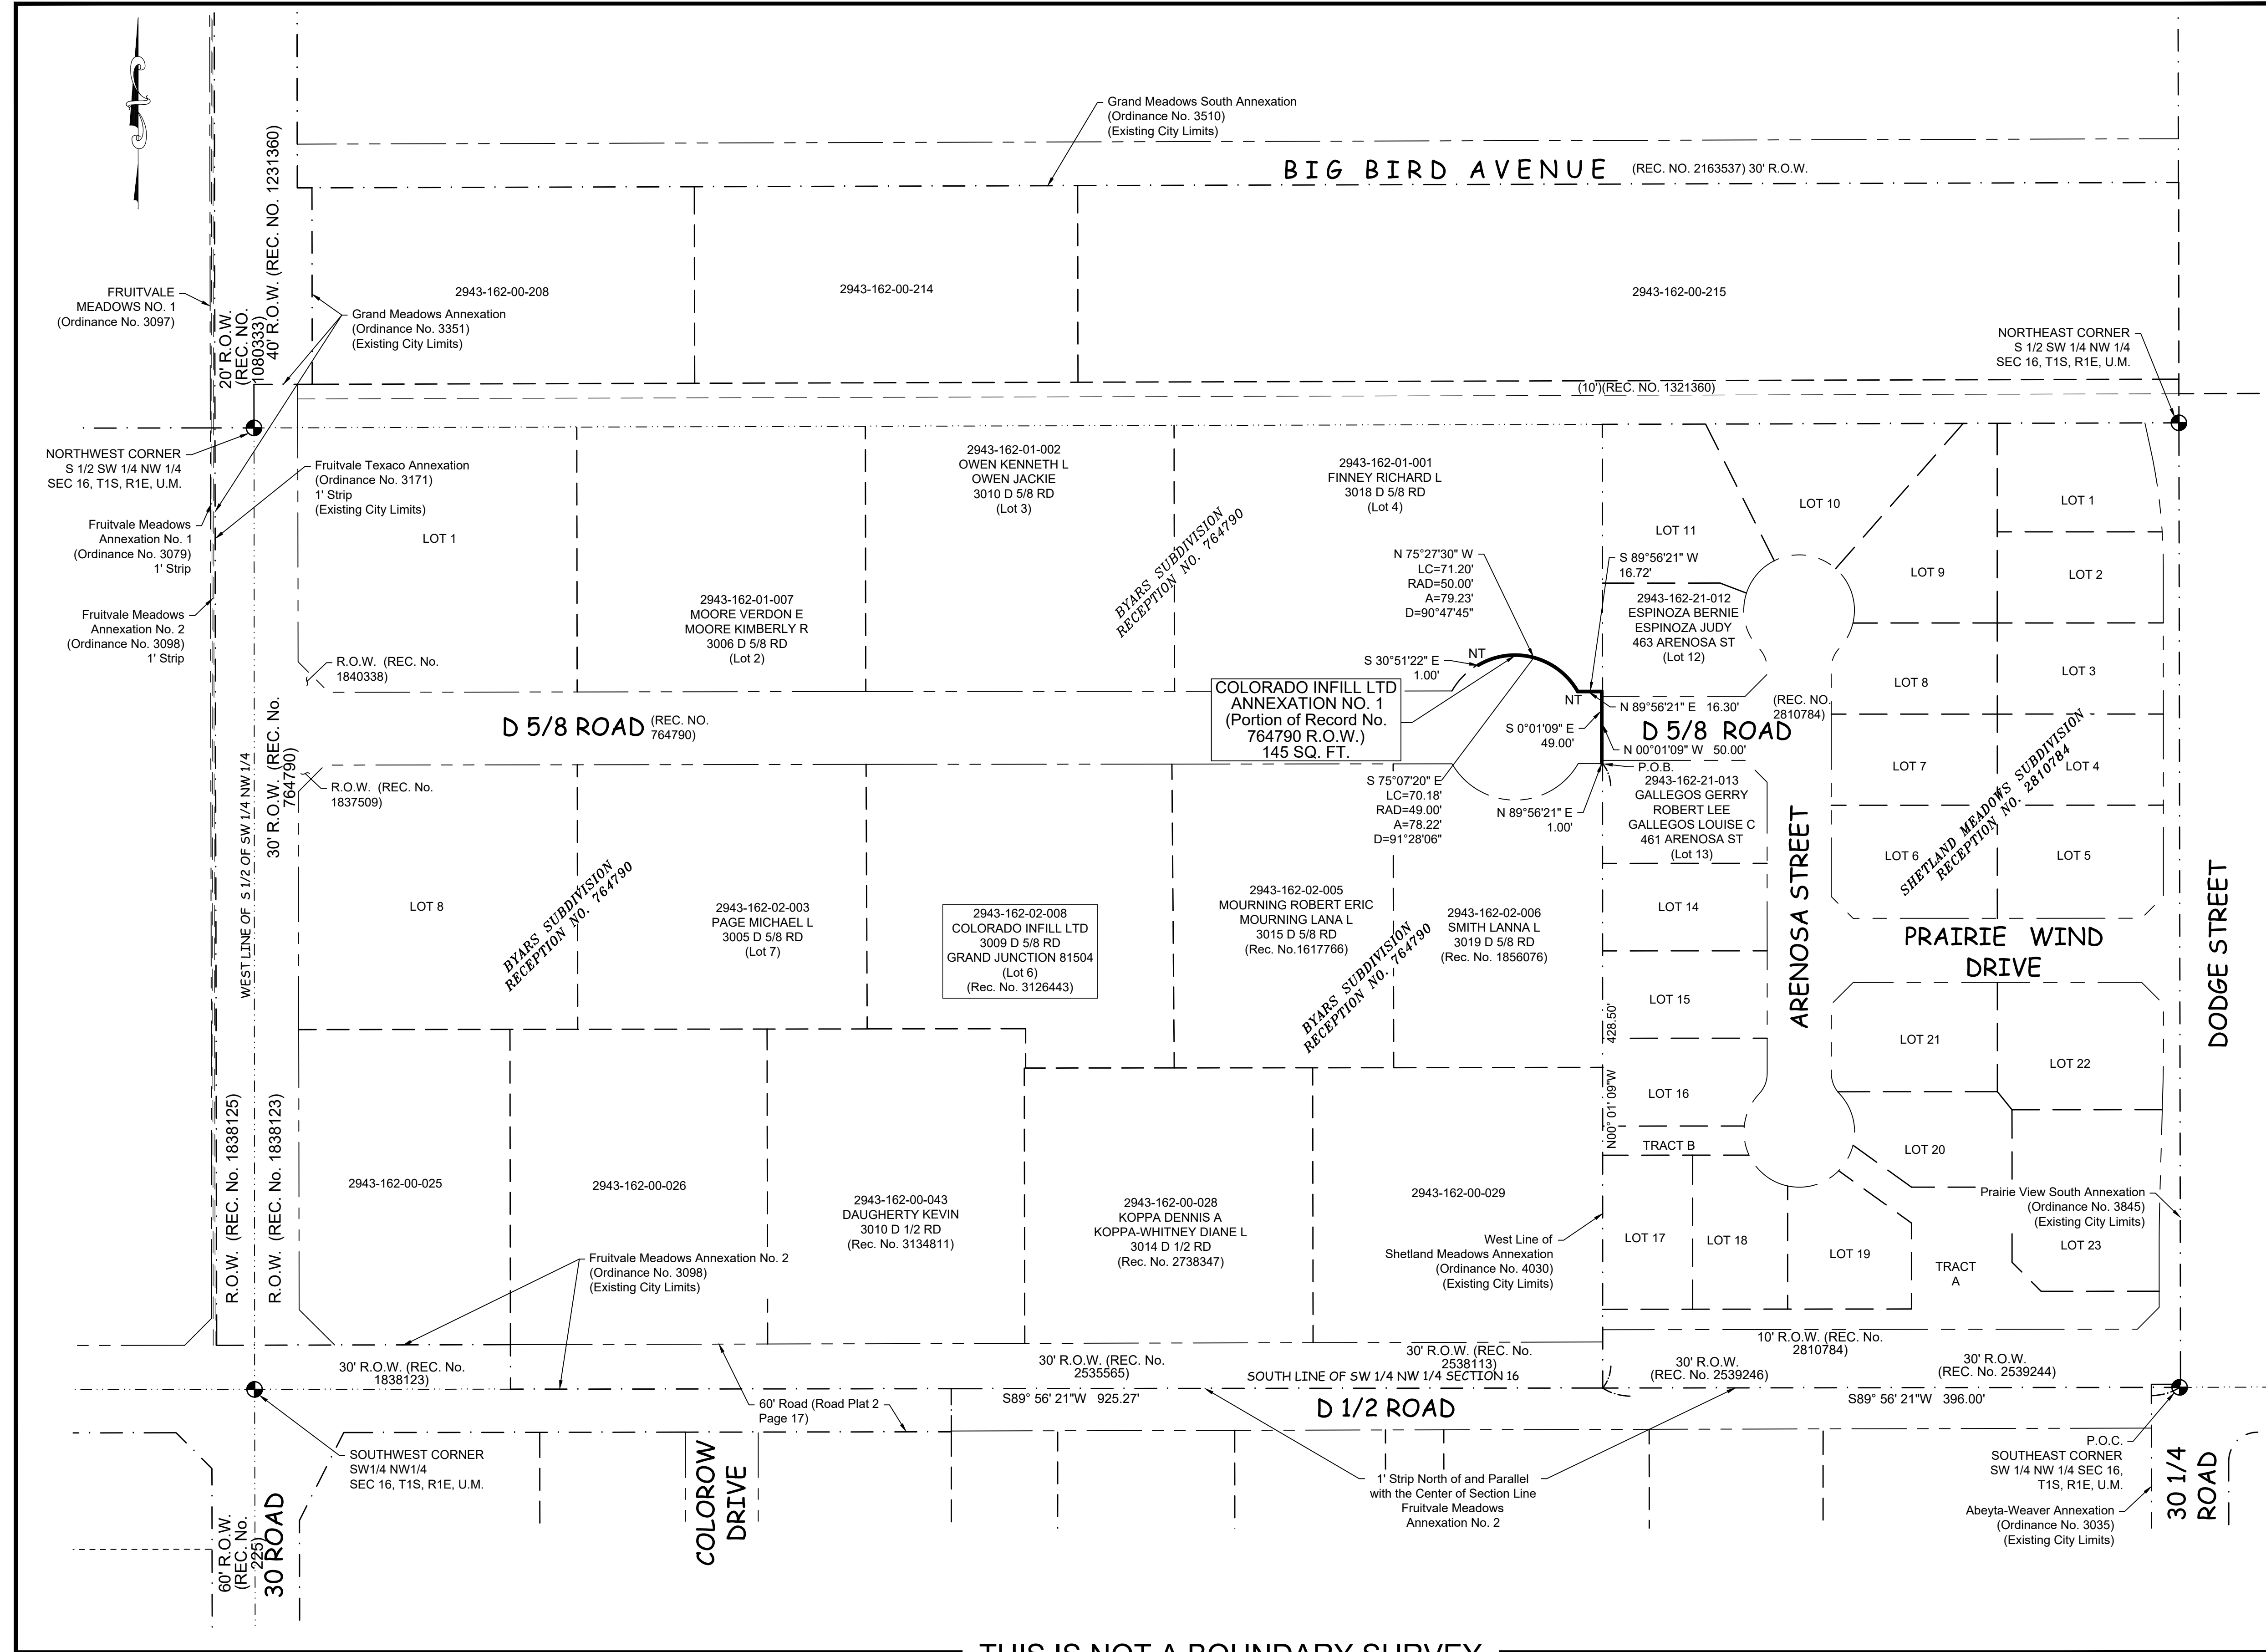 Grand Meadows South Annexation
(Ordinance No. 3510)
(Existing City Limits)
BIG BIRD AVENUE
(REC. NO. 2163537) 30' R.O.W.
20' R.O.W.
(REC. NO.
1080333)
40' R.O.W. (REC. NO. 1231360)
FRUITVALE
MEADOWS NO. 1
(Ordinance No. 3097)
2943-162-00-208
2943-162-00-214
2943-162-00-215
Grand Meadows Annexation
(Ordinance No. 3351)
(Existing City Limits)
NORTHEAST CORNER
S 1/2 SW 1/4 NW 1/4
SEC 16, T1S, R1E, U.M.
(10')(REC. NO. 1321360)
NORTHWEST CORNER
S 1/2 SW 1/4 NW 1/4
SEC 16, T1S, R1E, U.M.
Fruitvale Texaco Annexation
(Ordinance No. 3171)
1' Strip
(Existing City Limits)
Fruitvale Meadows
Annexation No. 1
(Ordinance No. 3079)
1' Strip
Fruitvale Meadows
Annexation No. 2
(Ordinance No. 3098)
1' Strip
LOT 1
2943-162-01-007
MOORE VERDON E
MOORE KIMBERLY R
3006 D 5/8 RD
(Lot 2)
2943-162-01-002
OWEN KENNETH L
OWEN JACKIE
3010 D 5/8 RD
(Lot 3)
BYARS SUBDIVISION
RECEPTION NO. 764790
2943-162-01-001
FINNEY RICHARD L
3018 D 5/8 RD
(Lot 4)
N 75°27'30" W
LC=71.20'
RAD=50.00'
A=79.23'
D=90°47'45"
S 89°56'21" W
16.72'
LOT 11
LOT 10
LOT 1
LOT 9
LOT 2
2943-162-21-012
ESPINOZA BERNIE
ESPINOZA JUDY
463 ARENOSA ST
(Lot 12)
R.O.W. (REC. No.
1840338)
S 30°51'22" E
1.00'
NT
NT
COLORADO INFILL LTD
ANNEXATION NO. 1
(Portion of Record No.
764790 R.O.W.)
145 SQ. FT.
N 89°56'21" E 16.30'
S 0°01'09" E
49.00'
N 00°01'09" W 50.00'
P.O.B.
(REC. NO.
2810784)
LOT 8
LOT 3
D 5/8 ROAD
(REC. NO.
764790)
D 5/8 ROAD
LOT 7
LOT 4
SHETLAND MEADOWS SUBDIVISION
RECEPTION NO. 2810784
WEST LINE OF S 1/2 OF SW 1/4 NW 1/4
30' R.O.W. (REC. No.
764790)
R.O.W. (REC. No.
1837509)
S 75°07'20" E
LC=70.18'
RAD=49.00'
A=78.22'
D=91°28'06"
N 89°56'21" E
1.00'
2943-162-21-013
GALLEGOS GERRY
ROBERT LEE
GALLEGOS LOUISE C
461 ARENOSA ST
(Lot 13)
ARENOSA STREET
LOT 6
LOT 5
DODGE STREET
LOT 8
BYARS SUBDIVISION
RECEPTION NO. 764790
2943-162-02-003
PAGE MICHAEL L
3005 D 5/8 RD
(Lot 7)
2943-162-02-008
COLORADO INFILL LTD
3009 D 5/8 RD
GRAND JUNCTION 81504
(Lot 6)
(Rec. No. 3126443)
2943-162-02-005
MOURNING ROBERT ERIC
MOURNING LANA L
3015 D 5/8 RD
(Rec. No.1617766)
BYARS SUBDIVISION
RECEPTION NO. 764790
2943-162-02-006
SMITH LANNA L
3019 D 5/8 RD
(Rec. No. 1856076)
LOT 14
PRAIRIE WIND
DRIVE
LOT 15
N00° 01' 09"W 428.50'
LOT 21
LOT 22
LOT 16
TRACT B
LOT 20
R.O.W. (REC. No. 1838125)
R.O.W. (REC. No. 1838123)
2943-162-00-025
2943-162-00-026
2943-162-00-043
DAUGHERTY KEVIN
3010 D 1/2 RD
(Rec. No. 3134811)
2943-162-00-028
KOPPA DENNIS A
KOPPA-WHITNEY DIANE L
3014 D 1/2 RD
(Rec. No. 2738347)
2943-162-00-029
West Line of
Shetland Meadows Annexation
(Ordinance No. 4030)
(Existing City Limits)
LOT 17
LOT 18
LOT 19
TRACT
A
Prairie View South Annexation
(Ordinance No. 3845)
(Existing City Limits)
LOT 23
Fruitvale Meadows Annexation No. 2
(Ordinance No. 3098)
(Existing City Limits)
30' R.O.W. (REC. No.
1838123)
30' R.O.W. (REC. No.
2535565)
30' R.O.W. (REC. No.
2538113)
10' R.O.W. (REC. No.
2810784)
30' R.O.W.
(REC. No. 2539246)
30' R.O.W.
(REC. No. 2539244)
SOUTH LINE OF SW 1/4 NW 1/4 SECTION 16
S89° 56' 21"W 925.27'
S89° 56' 21"W 396.00'
D 1/2 ROAD
60' Road (Road Plat 2
Page 17)
SOUTHWEST CORNER
SW1/4 NW1/4
SEC 16, T1S, R1E, U.M.
60' R.O.W.
(REC. No.
225)
30 ROAD
COLOROW
DRIVE
1' Strip North of and Parallel
with the Center of Section Line
Fruitvale Meadows
Annexation No. 2
P.O.C.
SOUTHEAST CORNER
SW 1/4 NW 1/4 SEC 16,
T1S, R1E, U.M.
Abeyta-Weaver Annexation
(Ordinance No. 3035)
(Existing City Limits)
30 1/4
ROAD
THIS IS NOT A BOUNDARY SURVEY